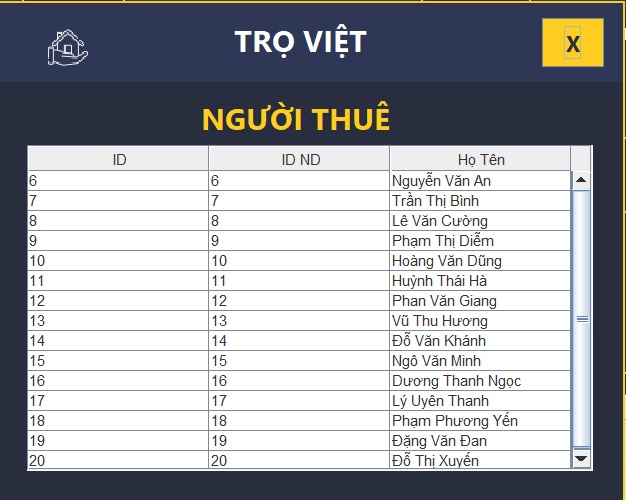 TRỌ VIỆT
X
NGƯỜI THUÊ
ID ID ND Họ Tên
6 6 Nguyễn Văn An
7 7 Trần Thị Bình
8 8 Lê Văn Cường
9 9 Phạm Thị Diễm
10 10 Hoàng Văn Dũng
11 11 Huỳnh Thái Hà
12 12 Phan Văn Giang
13 13 Vũ Thu Hương
14 14 Đỗ Văn Khánh
15 15 Ngô Văn Minh
16 16 Dương Thanh Ngọc
17 17 Lý Uyên Thanh
18 18 Phạm Phương Yến
19 19 Đặng Văn Đan
20 20 Đỗ Thị Xuyến